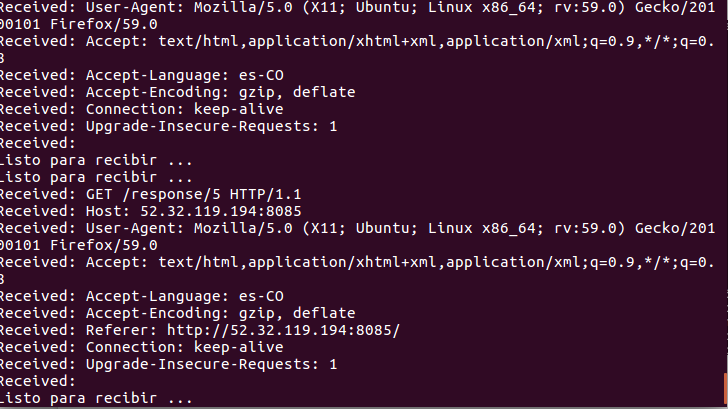 Received: User-Agent: Mozilla/5.0 (X11; Ubuntu; Linux x86_64; rv:59.0) Gecko/201
00101 Firefox/59.0
Received: Accept: text/html,application/xhtml+xml,application/xml;q=0.9,*/*;q=0.
8
Received: Accept-Language: es-CO
Received: Accept-Encoding: gzip, deflate
Received: Connection: keep-alive
Received: Upgrade-Insecure-Requests: 1
Received:
Listo para recibir ...
Listo para recibir ...
Received: GET /response/5 HTTP/1.1
Received: Host: 52.32.119.194:8085
Received: User-Agent: Mozilla/5.0 (X11; Ubuntu; Linux x86_64; rv:59.0) Gecko/201
00101 Firefox/59.0
Received: Accept: text/html,application/xhtml+xml,application/xml;q=0.9,*/*;q=0.
8
Received: Accept-Language: es-CO
Received: Accept-Encoding: gzip, deflate
Received: Referer: http://52.32.119.194:8085/
Received: Connection: keep-alive
Received: Upgrade-Insecure-Requests: 1
Received:
Listo para recibir ...